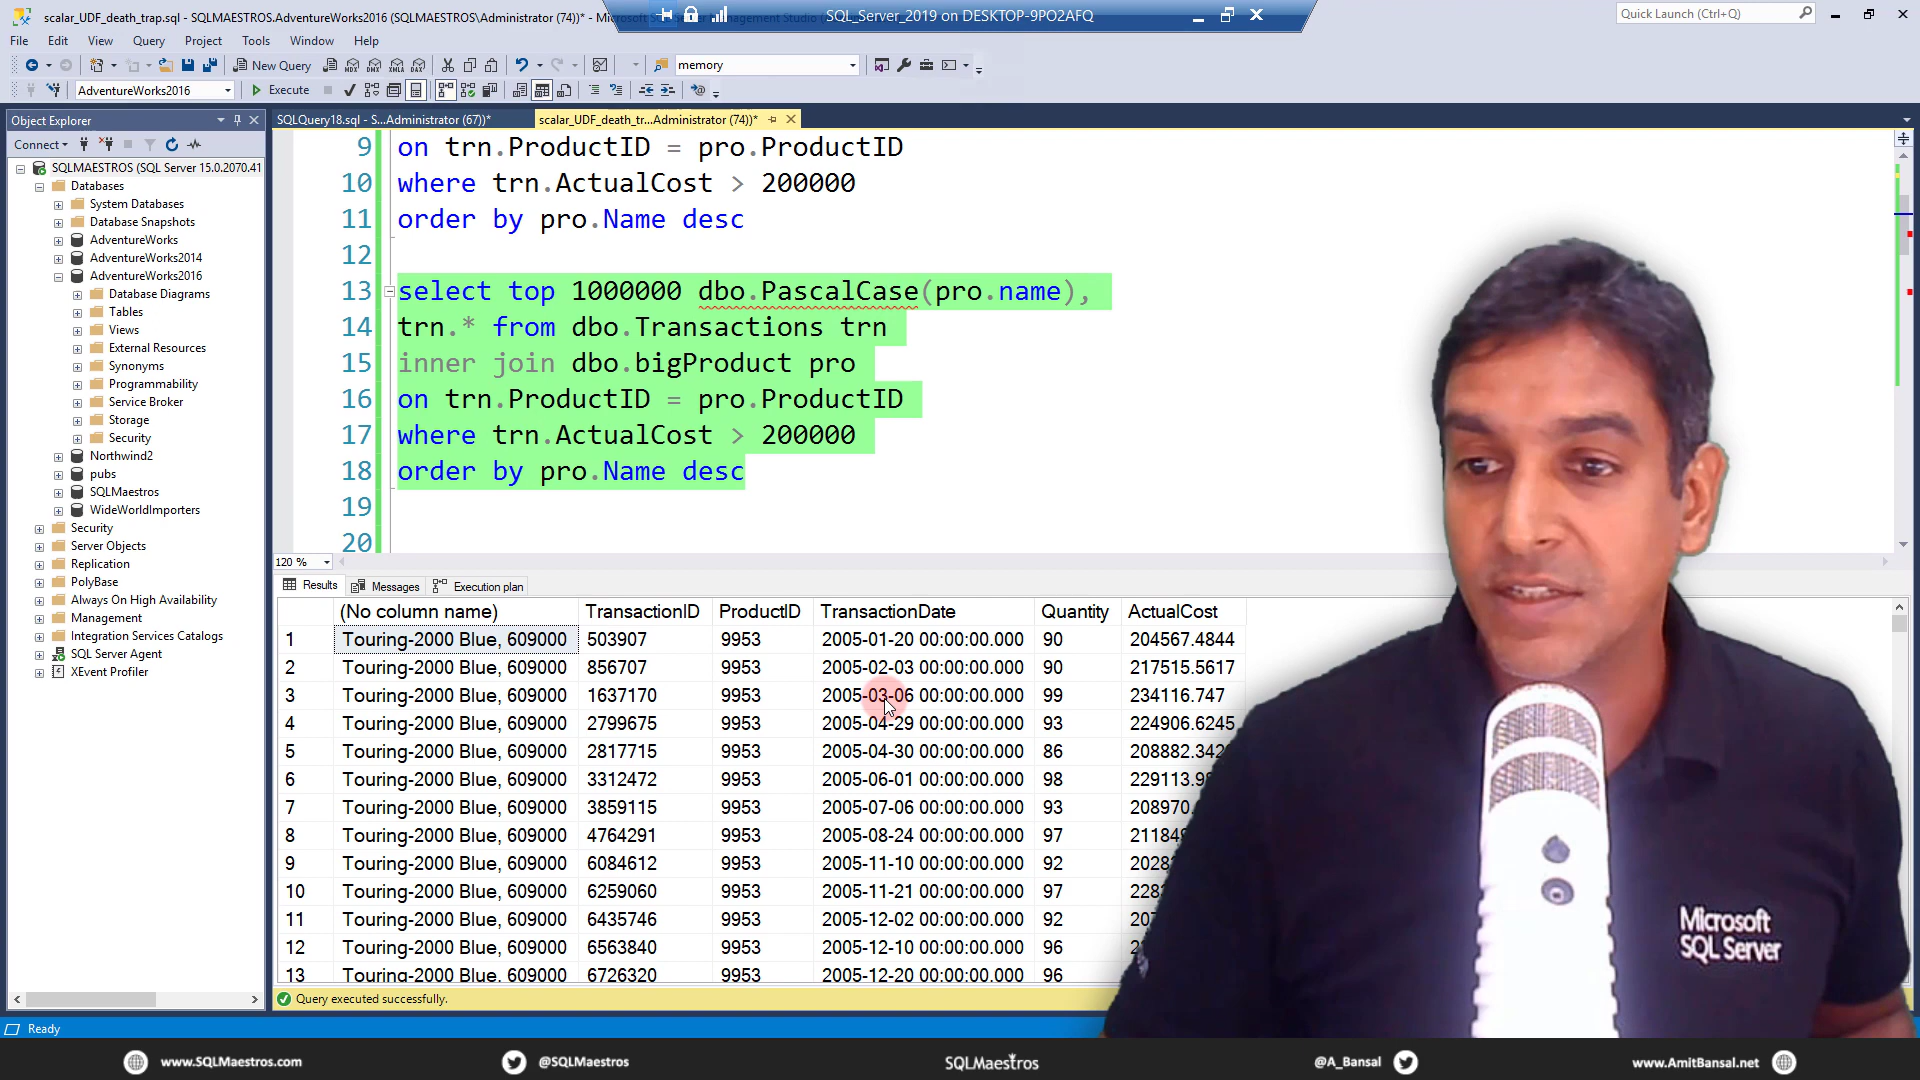 scalar_UDF_death_trap.sql - SQLMAESTROS.AdventureWorks2016 (SQLMAESTROS\Administrator (74))*
SQL_Server_2019 on DESKTOP-9PO2AFQ
Quick Launch (Ctrl+Q)
File Edit View Query Project Tools Window Help
New Query
memory
AdventureWorks2016
Execute
Object Explorer
SQLQuery18.sql - S...Administrator (67))*
scalar_UDF_death_tr...Administrator (74))*
Connect
SQLMAESTROS (SQL Server 15.0.2070.41
Databases
System Databases
Database Snapshots
AdventureWorks
AdventureWorks2014
AdventureWorks2016
Database Diagrams
Tables
Views
External Resources
Synonyms
Programmability
Service Broker
Storage
Security
Northwind2
pubs
SQLMaestros
WideWorldImporters
Security
Server Objects
Replication
PolyBase
Always On High Availability
Management
Integration Services Catalogs
SQL Server Agent
XEvent Profiler
9 on trn.ProductID = pro.ProductID
10 where trn.ActualCost > 200000
11 order by pro.Name desc
12
13 select top 1000000 dbo.PascalCase(pro.name),
14 trn.* from dbo.Transactions trn
15 inner join dbo.bigProduct pro
16 on trn.ProductID = pro.ProductID
17 where trn.ActualCost > 200000
18 order by pro.Name desc
19
20
120 %
Results Messages Execution plan
(No column name) TransactionID ProductID TransactionDate Quantity ActualCost
1 Touring-2000 Blue, 609000 503907 9953 2005-01-20 00:00:00.000 90 204567.4844
2 Touring-2000 Blue, 609000 856707 9953 2005-02-03 00:00:00.000 90 217515.5617
3 Touring-2000 Blue, 609000 1637170 9953 2005-03-06 00:00:00.000 99 234116.747
4 Touring-2000 Blue, 609000 2799675 9953 2005-04-29 00:00:00.000 93 224906.6245
5 Touring-2000 Blue, 609000 2817715 9953 2005-04-30 00:00:00.000 86
6 Touring-2000 Blue, 609000 3312472 9953 2005-06-01 00:00:00.000 98
7 Touring-2000 Blue, 609000 3859115 9953 2005-07-06 00:00:00.000 93
8 Touring-2000 Blue, 609000 4764291 9953 2005-08-24 00:00:00.000 97
9 Touring-2000 Blue, 609000 6084612 9953 2005-11-10 00:00:00.000 92
10 Touring-2000 Blue, 609000 6259060 9953 2005-11-21 00:00:00.000 97
11 Touring-2000 Blue, 609000 6435746 9953 2005-12-02 00:00:00.000 92
12 Touring-2000 Blue, 609000 6563840 9953 2005-12-10 00:00:00.000 96
13 Touring-2000 Blue, 609000 6726320 9953 2005-12-20 00:00:00.000 96
Query executed successfully.
Ready
Microsoft
SQL Server
www.SQLMaestros.com @SQLMaestros SQLMaestros @A_Bansal www.AmitBansal.net